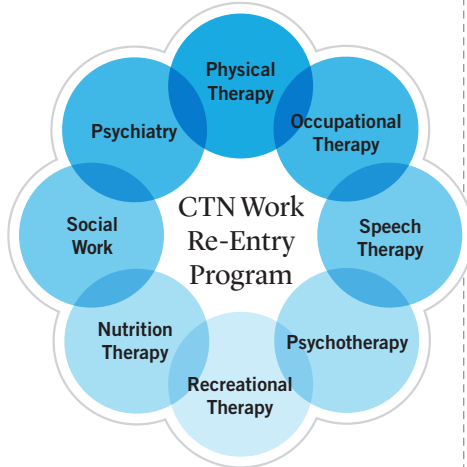 Physical
Therapy
Occupational
Therapy
Speech
Therapy
Psychotherapy
Recreational
Therapy
Nutrition
Therapy
Social
Work
Psychiatry
CTN Work
Re-Entry
Program